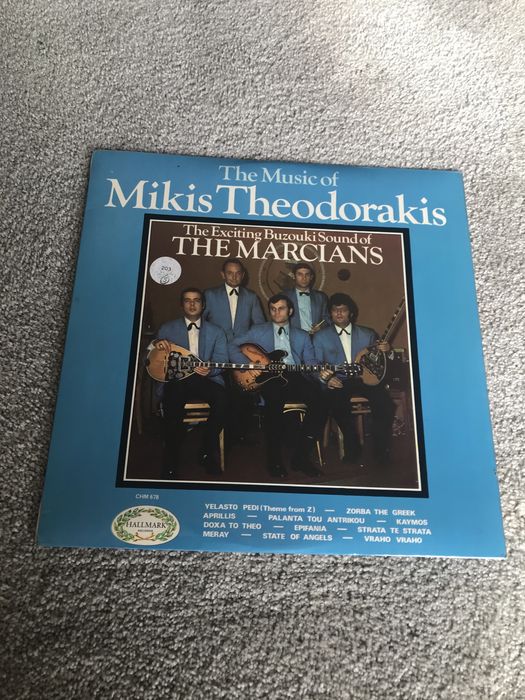 The Music of
Mikis Theodorakis
The Exciting Buzouki Sound of
THE MARCIANS
203
CHM 678
HALLMARK
RECORDS
YELASTO PEDI (Theme from Z) — ZORBA THE GREEK
APRILLIS — PALANTA TOU ANTRIKOU — KAYMOS
DOXA TO THEO — EPIFANIA — STRATA TE STRATA
MERAY — STATE OF ANGELS — VRAHO VRAHO